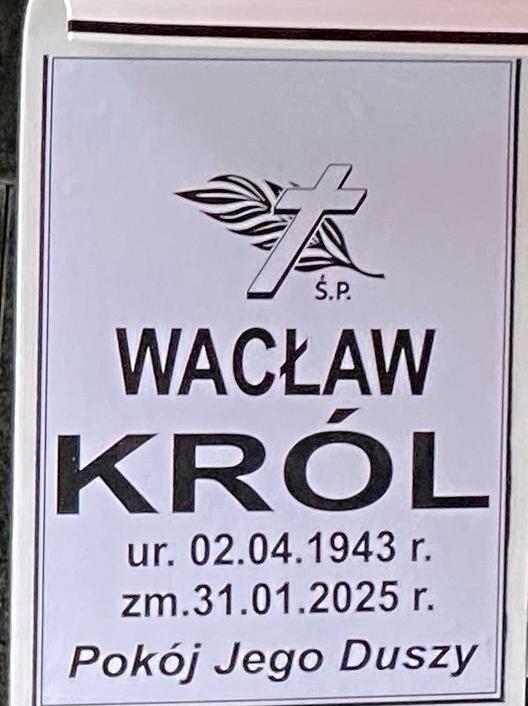 Ś.P.
WACŁAW
KRÓL
ur. 02.04.1943 r.
zm.31.01.2025 r.
Pokój Jego Duszy